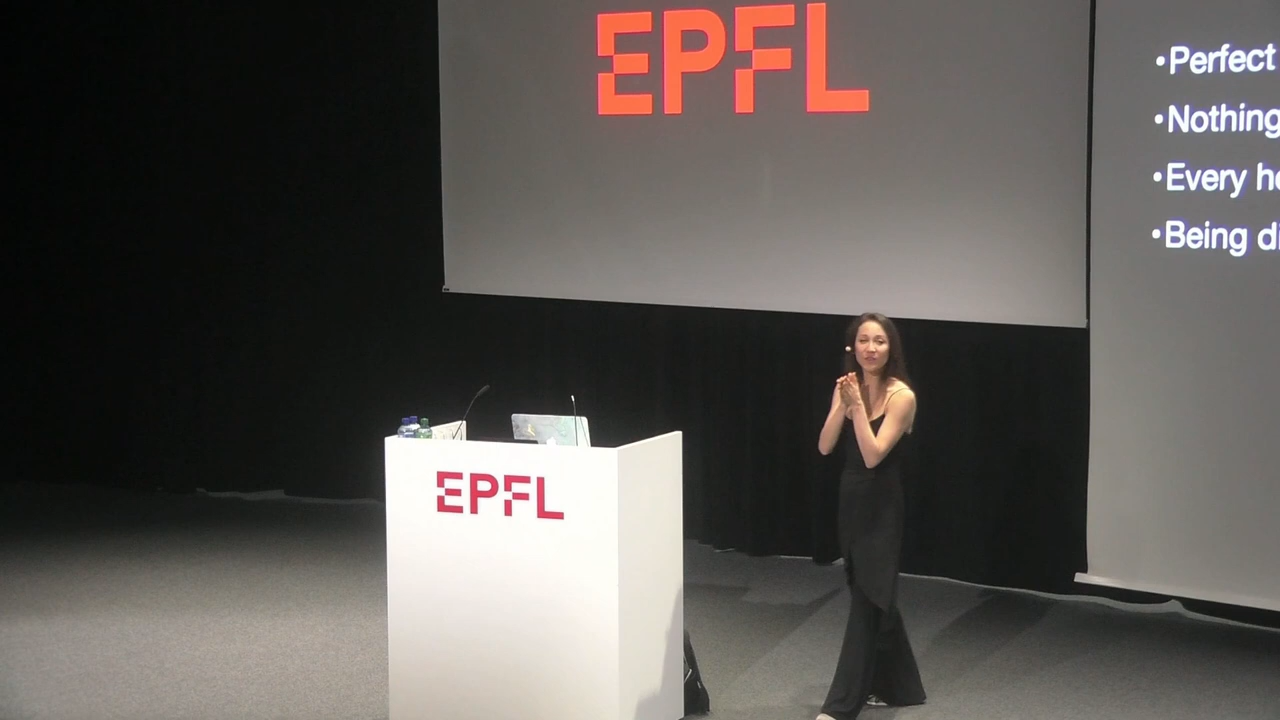 EPFL
• Perfect
• Nothing
• Every
• Being
EPFL